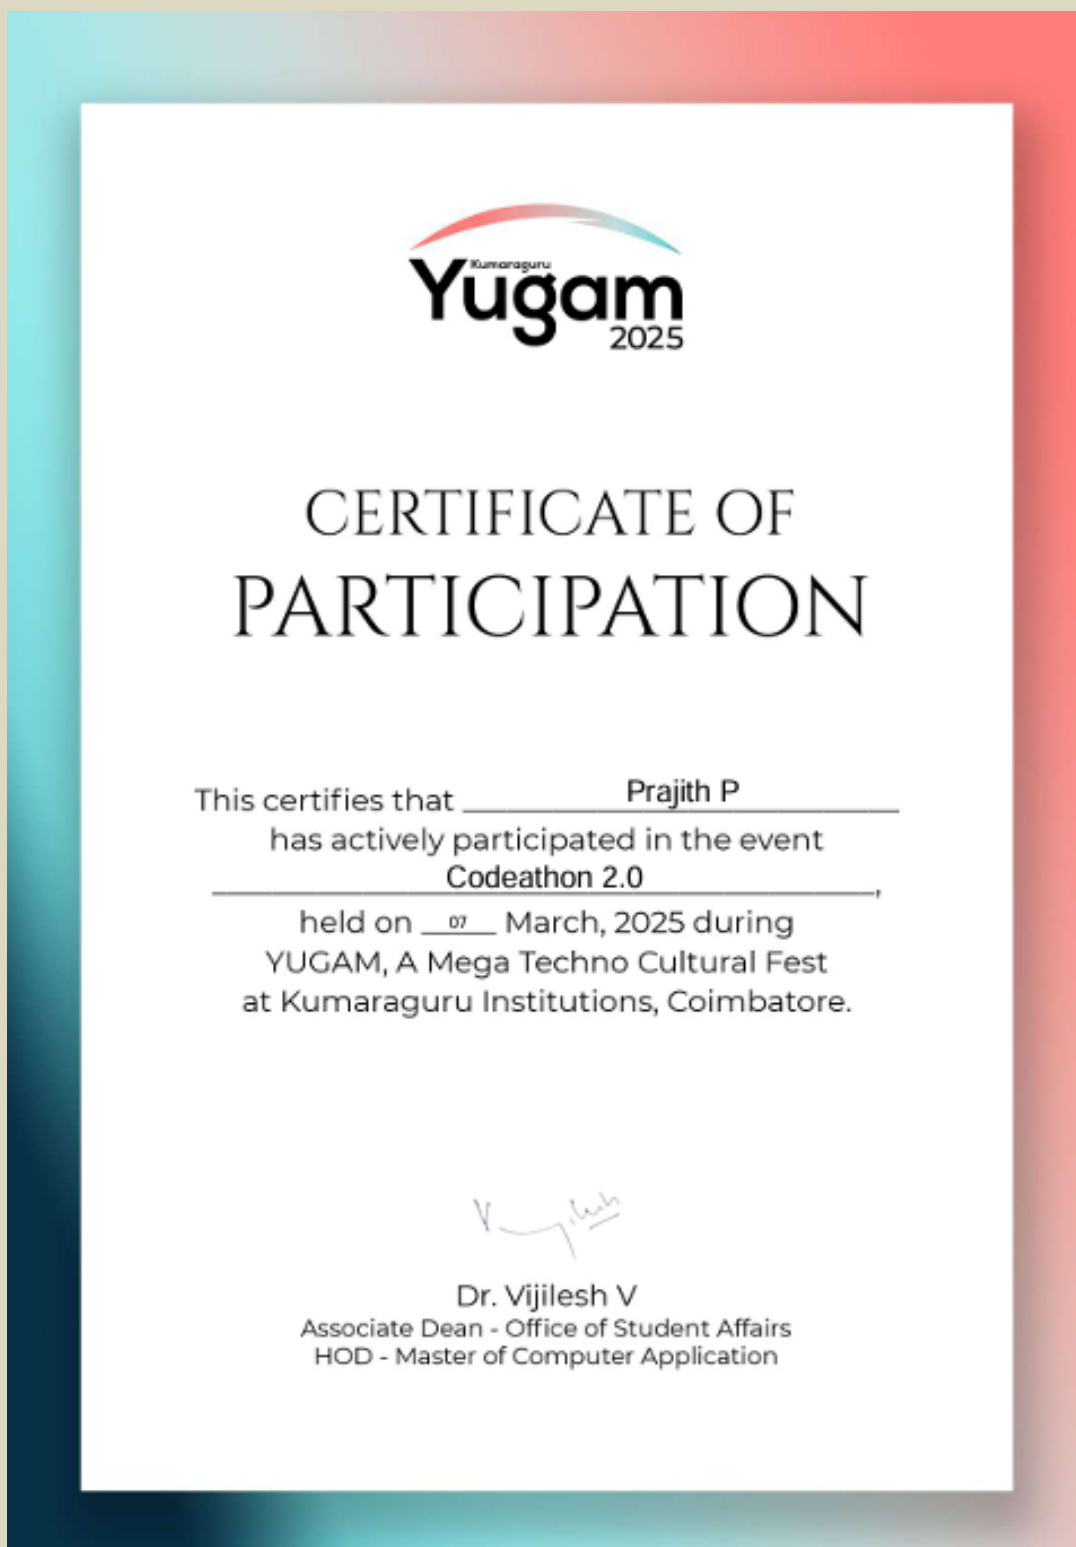 Kumaraguru
Yugam
2025
CERTIFICATE OF
PARTICIPATION
This certifies that Prajith P
has actively participated in the event
Codeathon 2.0,
held on 07 March, 2025 during
YUGAM, A Mega Techno Cultural Fest
at Kumaraguru Institutions, Coimbatore.
Dr. Vijilesh V
Associate Dean - Office of Student Affairs
HOD - Master of Computer Application